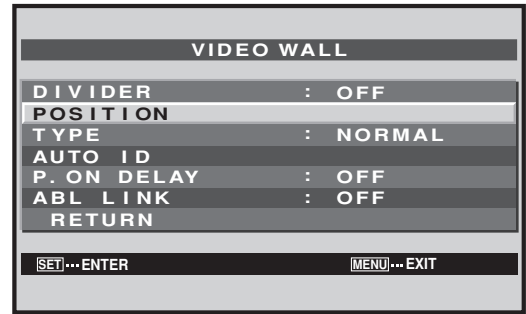 VIDEO WALL
DIVIDER : OFF
POSITION
TYPE : NORMAL
AUTO ID
P. ON DELAY : OFF
ABL LINK : OFF
RETURN
SET ••• ENTER MENU ••• EXIT